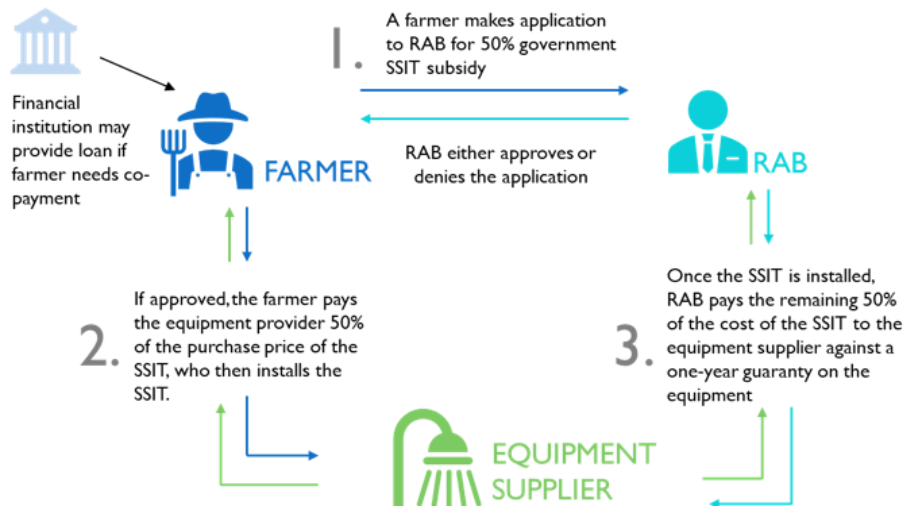 1.
A farmer makes application
to RAB for 50% government
SSIT subsidy
Financial
institution may
provide loan if
farmer needs co-
payment
FARMER
RAB either approves or
denies the application
RAB
2.
If approved, the farmer pays
the equipment provider 50%
of the purchase price of the
SSIT, who then installs the
SSIT.
3.
Once the SSIT is installed,
RAB pays the remaining 50%
of the cost of the SSIT to the
equipment supplier against a
one-year guaranty on the
equipment
EQUIPMENT
SUPPLIER